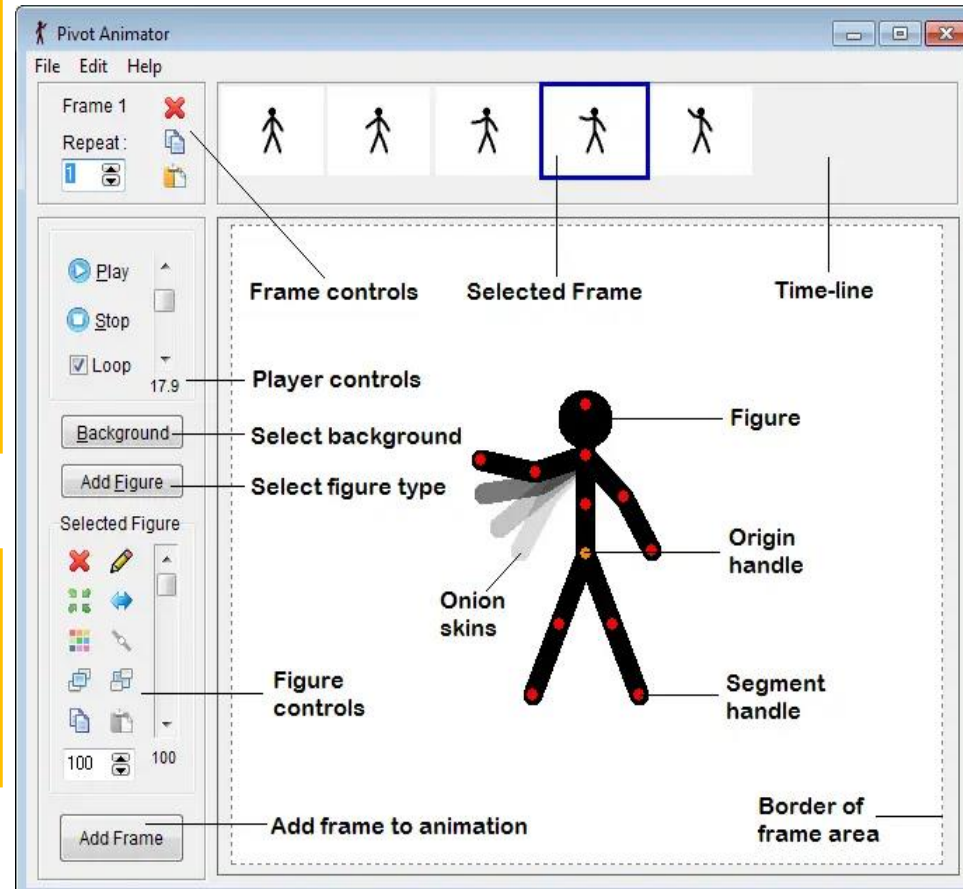 Pivot Animator
File Edit Help
Frame 1
Repeat :
1
Play
Stop
Loop
17.9
Background
Add Figure
Selected Figure
100
100
Add Frame
Frame controls
Selected Frame
Time-line
Player controls
Select background
Select figure type
Figure
Origin
handle
Onion
skins
Figure
controls
Segment
handle
Add frame to animation
Border of
frame area